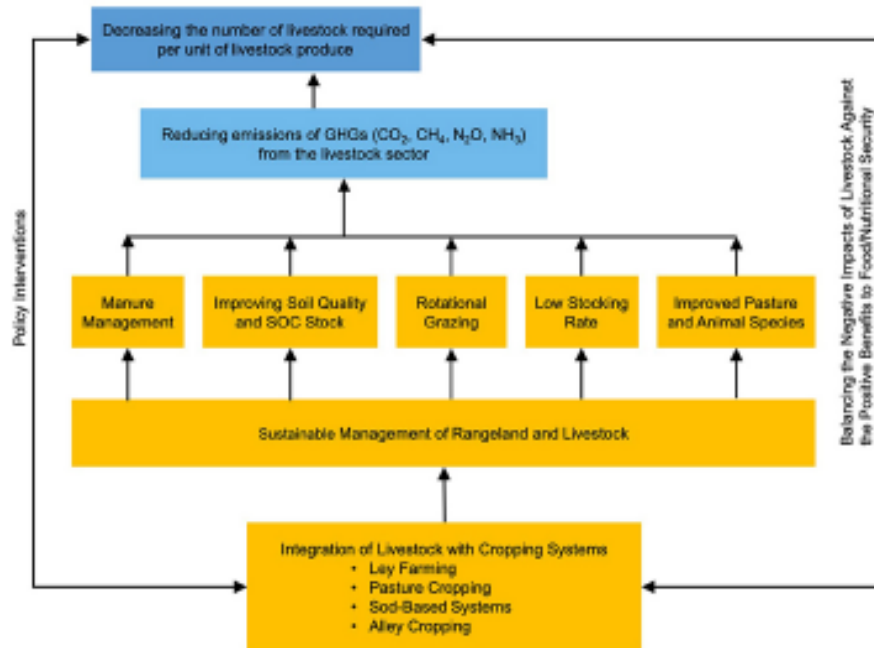 Decreasing the number of livestock required
per unit of livestock produce
Reducing emissions of GHGs (CO₂, CH₄, N₂O, NH₃)
from the livestock sector
Policy Interventions
Balancing the Negative Impacts of Livestock Against
the Positive Benefits to Food/Nutritional Security
Manure
Management
Improving Soil Quality
and SOC Stock
Rotational
Grazing
Low Stocking
Rate
Improved Pasture
and Animal Species
Sustainable Management of Rangeland and Livestock
Integration of Livestock with Cropping Systems
• Ley Farming
• Pasture Cropping
• Sod-Based Systems
• Alley Cropping